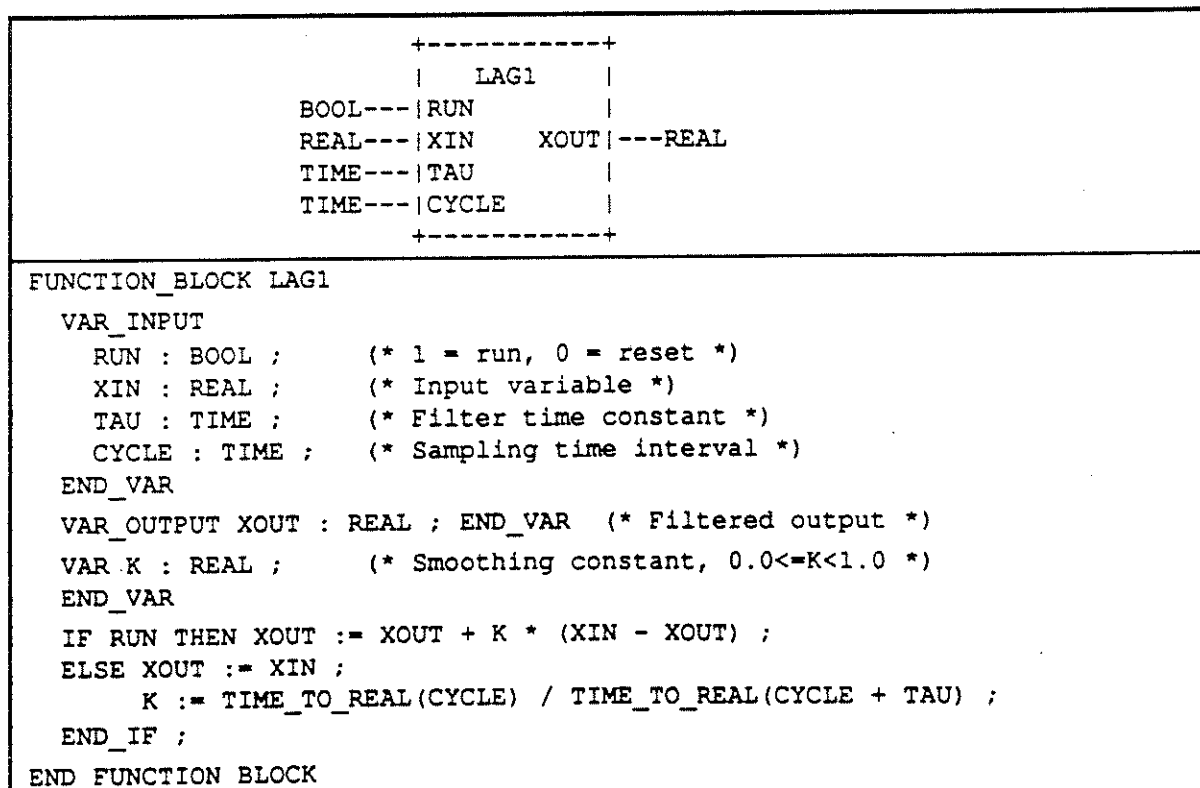 +------------+
|    LAG1    |
BOOL---|RUN         |
REAL---|XIN     XOUT|---REAL
TIME---|TAU         |
TIME---|CYCLE       |
+------------+
FUNCTION_BLOCK LAG1
VAR_INPUT
RUN : BOOL ;      (* 1 = run, 0 = reset *)
XIN : REAL ;      (* Input variable *)
TAU : TIME ;      (* Filter time constant *)
CYCLE : TIME ;    (* Sampling time interval *)
END_VAR
VAR_OUTPUT XOUT : REAL ; END_VAR  (* Filtered output *)
VAR K : REAL ;      (* Smoothing constant, 0.0<=K<1.0 *)
END_VAR
IF RUN THEN XOUT := XOUT + K * (XIN - XOUT) ;
ELSE XOUT := XIN ;
K := TIME_TO_REAL(CYCLE) / TIME_TO_REAL(CYCLE + TAU) ;
END_IF ;
END FUNCTION BLOCK